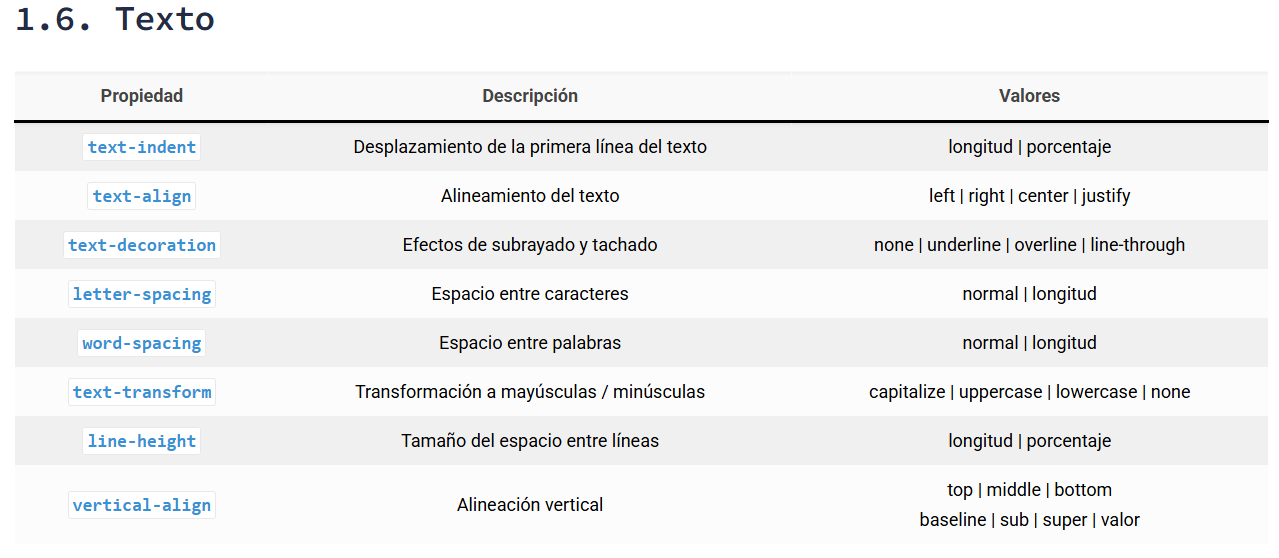 1.6. Texto
Propiedad Descripción Valores
text-indent Desplazamiento de la primera línea del texto longitud | porcentaje
text-align Alineamiento del texto left | right | center | justify
text-decoration Efectos de subrayado y tachado none | underline | overline | line-through
letter-spacing Espacio entre caracteres normal | longitud
word-spacing Espacio entre palabras normal | longitud
text-transform Transformación a mayúsculas / minúsculas capitalize | uppercase | lowercase | none
line-height Tamaño del espacio entre líneas longitud | porcentaje
vertical-align Alineación vertical top | middle | bottom
baseline | sub | super | valor